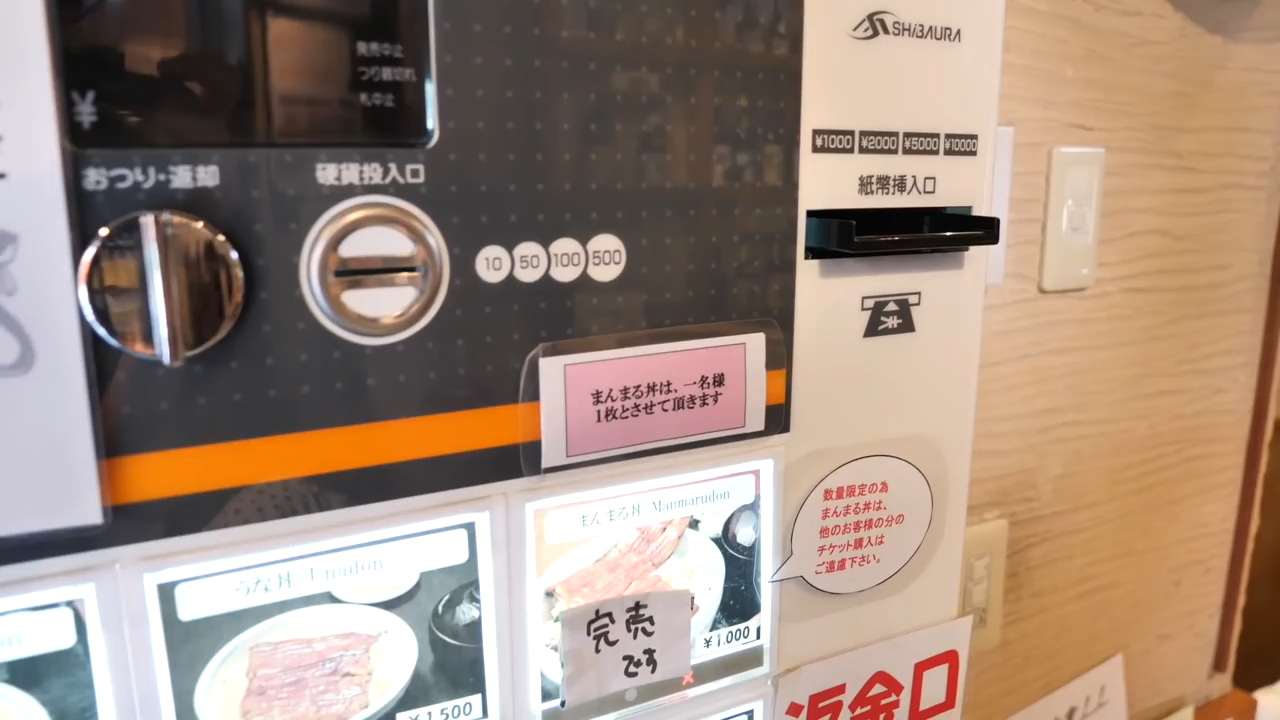 発売中止
つり銭切れ
札中止
¥
おつり・返却
硬貨投入口
10 50 100 500
SHiBAURA
¥1000 ¥2000 ¥5000 ¥10000
紙幣挿入口
まんまる丼は、一名様
1枚とさせて頂きます
数量限定の為
まんまる丼は、
他のお客様の分の
チケット購入は
ご遠慮下さい。
うな丼/Unadon
¥1,500
まんまる丼/Manmarudon
完売
です
¥1,000
返金口